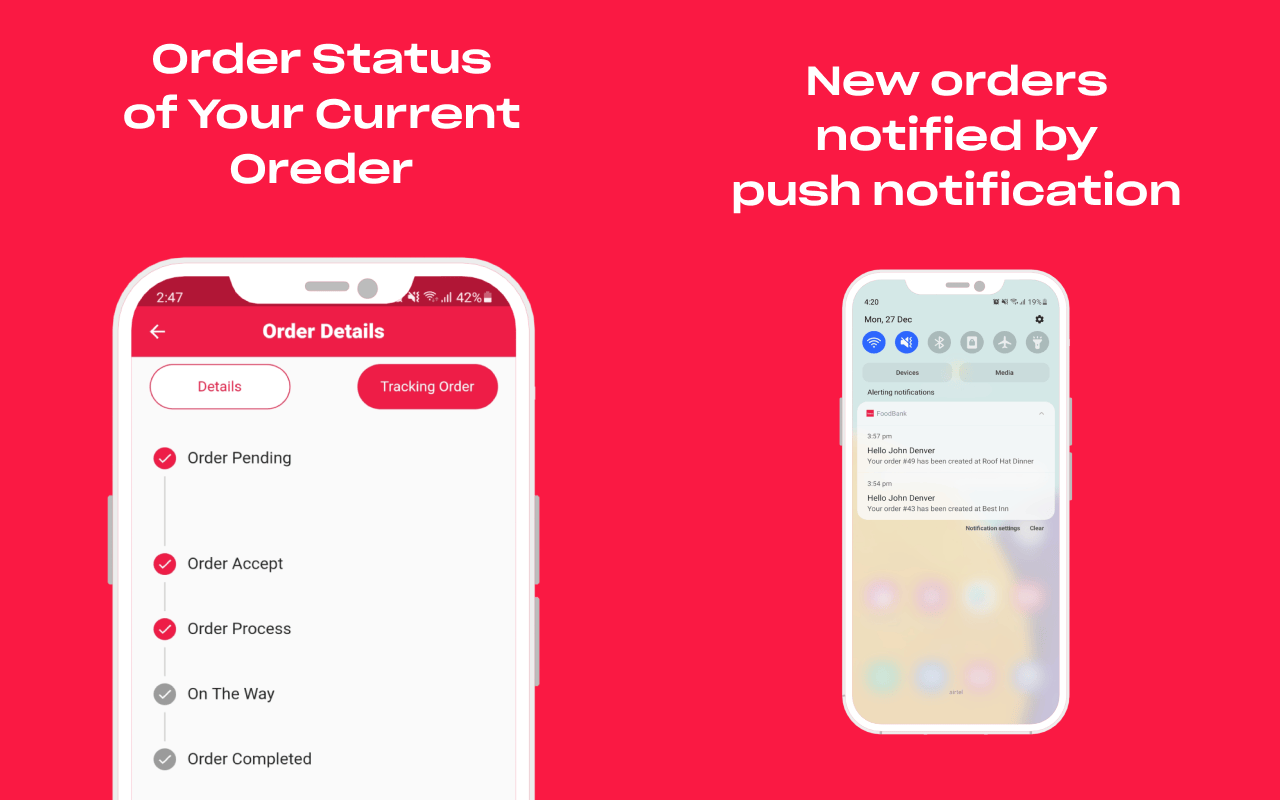 Order Status
of Your Current
Oreder
2:47
42%
Order Details
Details
Tracking Order
Order Pending
Order Accept
Order Process
On The Way
Order Completed
New orders
notified by
push notification
4:20
19%
Mon, 27 Dec
Devices
Media
Alerting notifications
FoodBank
3:57 pm
Hello John Denver
Your order #49 has been created at Roof Hat Dinner
3:54 pm
Hello John Denver
Your order #43 has been created at Best Inn
Notification settings
Clear
airtel